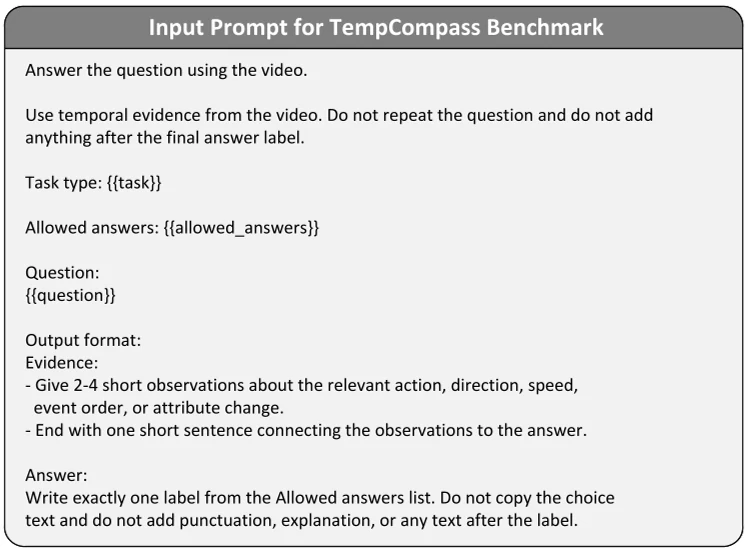 Input Prompt for TempCompass Benchmark
Answer the question using the video.
Use temporal evidence from the video. Do not repeat the question and do not add
anything after the final answer label.
Task type: {{task}}
Allowed answers: {{allowed_answers}}
Question:
{{question}}
Output format:
Evidence:
- Give 2-4 short observations about the relevant action, direction, speed,
event order, or attribute change.
- End with one short sentence connecting the observations to the answer.
Answer:
Write exactly one label from the Allowed answers list. Do not copy the choice
text and do not add punctuation, explanation, or any text after the label.